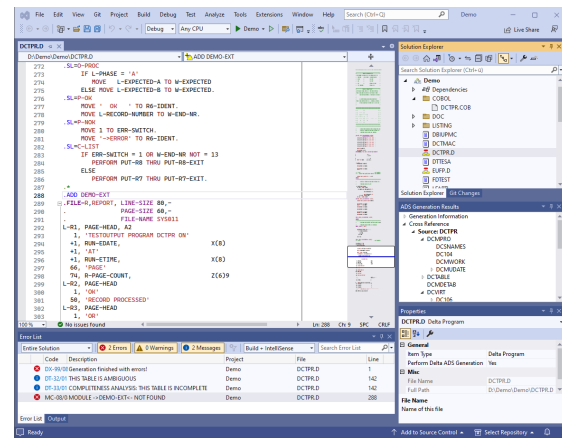 File Edit View Git Project Build Debug Test Analyze Tools Extensions Window Help Search (Ctrl+Q) Demo
Debug Any CPU Demo Live Share
DCTPR.D
D:\Demo\Demo\DCTPR.D ADD DEMO-EXT
272 .SL=O-PROC
273 IF L-PHASE = 'A'
274 MOVE L-EXPECTED-A TO W-EXPECTED
275 ELSE MOVE L-EXPECTED-B TO W-EXPECTED.
276 .SL=P-OK
277 MOVE ' OK ' TO R6-IDENT.
278 MOVE L-RECORD-NUMBER TO W-END-NR.
279 .SL=P-NOK
280 MOVE 1 TO ERR-SWITCH.
281 MOVE '->ERROR' TO R6-IDENT.
282 .SL=C-LIST
283 IF ERR-SWITCH = 1 OR W-END-NR NOT = 13
284 PERFORM PUT-R8 THRU PUT-R8-EXIT
285 ELSE
286 PERFORM PUT-R7 THRU PUT-R7-EXIT.
287 .*
288 .ADD DEMO-EXT
289 .FILE=R,REPORT, LINE-SIZE 80,-
290 . PAGE-SIZE 60,-
291 . FILE-NAME SYS011
292 L-R1, PAGE-HEAD, A2
293 1, 'TESTOUTPUT PROGRAM DCTPR ON'
294 +1, RUN-EDATE, X(8)
295 +1, 'AT'
296 +1, RUN-ETIME, X(8)
297 66, 'PAGE'
298 74, R-PAGE-COUNT, Z(6)9
299 L-R2, PAGE-HEAD
300 1, 'OK'
301 50, 'RECORD PROCESSED'
302 L-R3, PAGE-HEAD
303 1, 'OR'
100 % No issues found Ln: 288 Ch: 9 SPC CRLF
Error List
Entire Solution 2 Errors 0 Warnings 2 Messages Build + IntelliSense Search Error List
Code Description Project File Line
Generation finished with errors! Demo DCTPR.D 1
DT-32/01 THIS TABLE IS AMBIGUOUS Demo DCTPR.D 142
DT-33/01 COMPLETENESS ANALYSIS: THIS TABLE IS INCOMPLETE Demo DCTPR.D 142
MODULE ->DEMO-EXT<- NOT FOUND Demo DCTPR.D 288
Error List Output
Ready Add to Source Control Select Repository
Solution Explorer
Search Solution Explorer (Ctrl+ü)
Demo
Dependencies
COBOL
DCTPR.COB
DOC
LISTING
DBIUPMC
DCTMAC
DCTPR.D
DTTESA
EUFP.D
FDTEST
Solution Explorer Git Changes
ADS Generation Results
Generation Information
Cross Reference
Source: DCTPR
DCMPRO
DCSNAMES
DC104
DCMWORK
DCMUDATE
DCTABLE
DCMDETAB
DCVIRT
DC106
Properties
DCTPR.D Delta Program
General
Item Type Delta Program
Perform Delta ADS Generation Yes
Misc
File Name DCTPR.D
Full Path D:\Demo\Demo\DCTPR.D
File Name
Name of this file